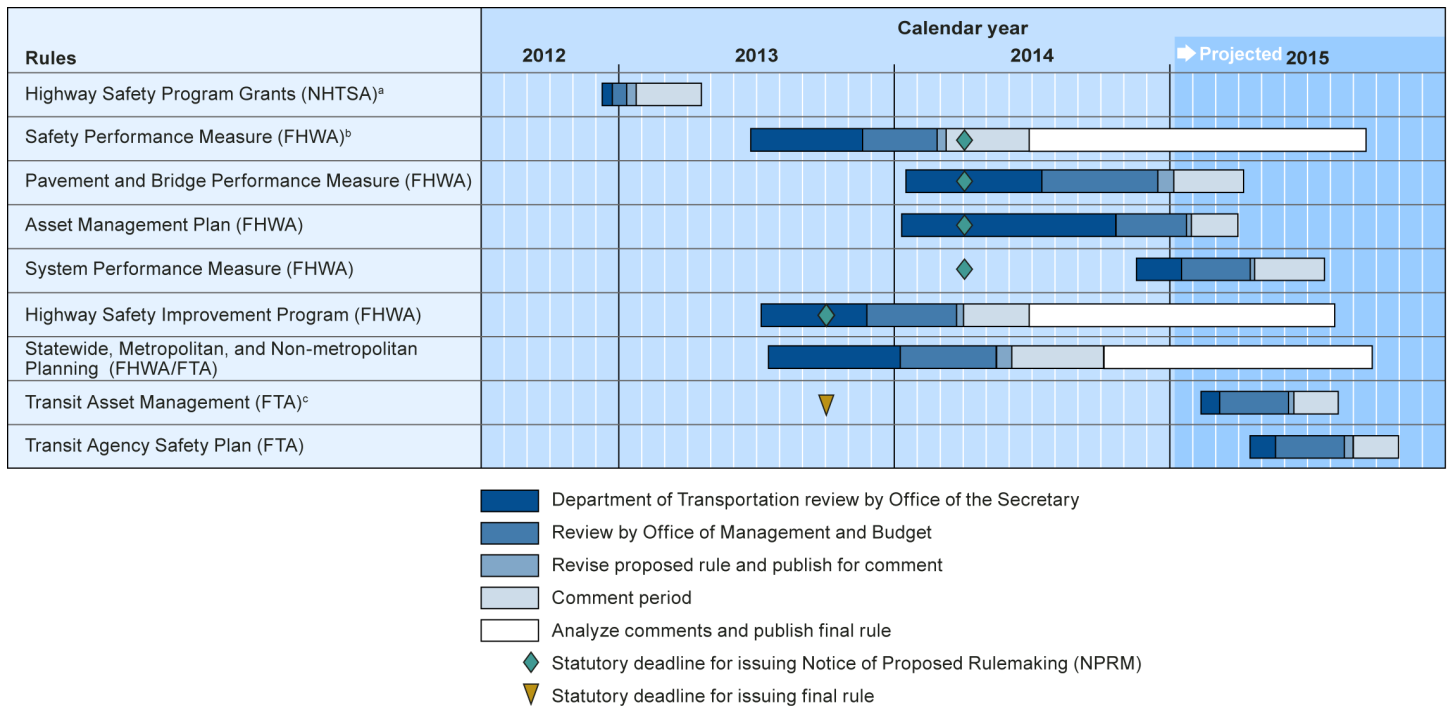 Calendar year
Rules
2012
2013
2014
Projected
2015
Highway Safety Program Grants (NHTSA)a
Safety Performance Measure (FHWA)b
Pavement and Bridge Performance Measure (FHWA)
Asset Management Plan (FHWA)
System Performance Measure (FHWA)
Highway Safety Improvement Program (FHWA)
Statewide, Metropolitan, and Non-metropolitan
Planning (FHWA/FTA)
Transit Asset Management (FTA)c
Transit Agency Safety Plan (FTA)
Department of Transportation review by Office of the Secretary
Review by Office of Management and Budget
Revise proposed rule and publish for comment
Comment period
Analyze comments and publish final rule
Statutory deadline for issuing Notice of Proposed Rulemaking (NPRM)
Statutory deadline for issuing final rule